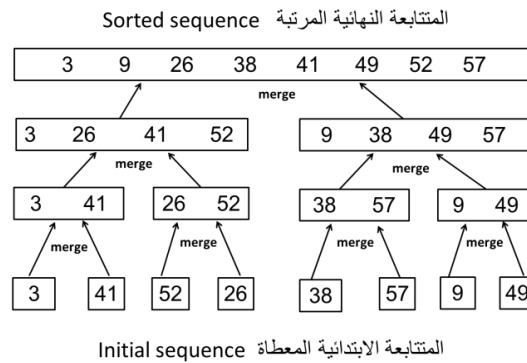 Sorted sequence المتتابعة النهائية المرتبة
3 9 26 38 41 49 52 57
merge
3 26 41 52 9 38 49 57
merge merge
3 41 26 52 38 57 9 49
merge merge merge merge
3 41 52 26 38 57 9 49
Initial sequence المتتابعة الابتدائية المعطاة